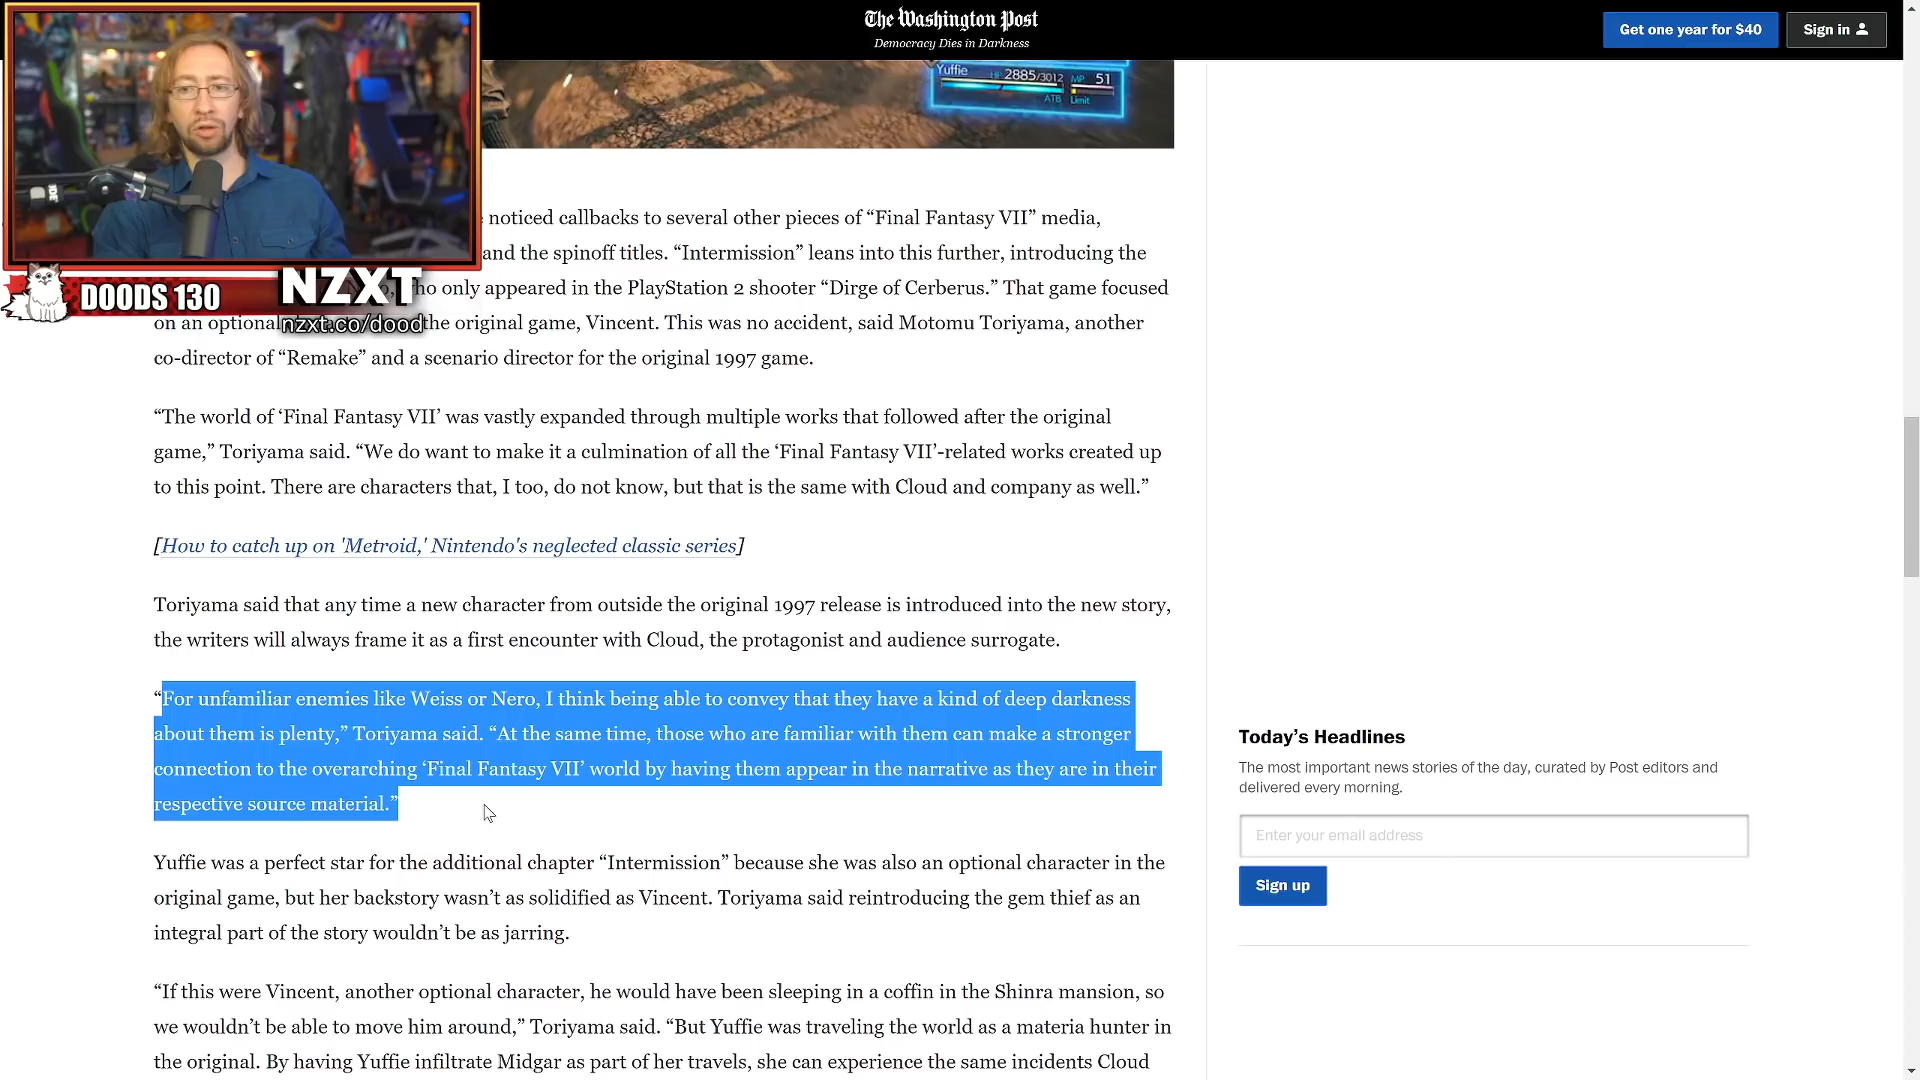 The Washington Post
Democracy Dies in Darkness
Get one year for $40
Sign in
Yuffie HP 2885/3012 MP 51
ATB Limit
noticed callbacks to several other pieces of “Final Fantasy VII” media,
and the spinoff titles. “Intermission” leans into this further, introducing the
who only appeared in the PlayStation 2 shooter “Dirge of Cerberus.” That game focused
on an optional the original game, Vincent. This was no accident, said Motomu Toriyama, another
co-director of “Remake” and a scenario director for the original 1997 game.
DOODS 130
NZXT
nzxt.co/dood
“The world of ‘Final Fantasy VII’ was vastly expanded through multiple works that followed after the original
game,” Toriyama said. “We do want to make it a culmination of all the ‘Final Fantasy VII’-related works created up
to this point. There are characters that, I too, do not know, but that is the same with Cloud and company as well.”
[How to catch up on 'Metroid,' Nintendo's neglected classic series]
Toriyama said that any time a new character from outside the original 1997 release is introduced into the new story,
the writers will always frame it as a first encounter with Cloud, the protagonist and audience surrogate.
“For unfamiliar enemies like Weiss or Nero, I think being able to convey that they have a kind of deep darkness
about them is plenty,” Toriyama said. “At the same time, those who are familiar with them can make a stronger
connection to the overarching ‘Final Fantasy VII’ world by having them appear in the narrative as they are in their
respective source material.”
Yuffie was a perfect star for the additional chapter “Intermission” because she was also an optional character in the
original game, but her backstory wasn’t as solidified as Vincent. Toriyama said reintroducing the gem thief as an
integral part of the story wouldn’t be as jarring.
“If this were Vincent, another optional character, he would have been sleeping in a coffin in the Shinra mansion, so
we wouldn’t be able to move him around,” Toriyama said. “But Yuffie was traveling the world as a materia hunter in
the original. By having Yuffie infiltrate Midgar as part of her travels, she can experience the same incidents Cloud
Today’s Headlines
The most important news stories of the day, curated by Post editors and
delivered every morning.
Enter your email address
Sign up